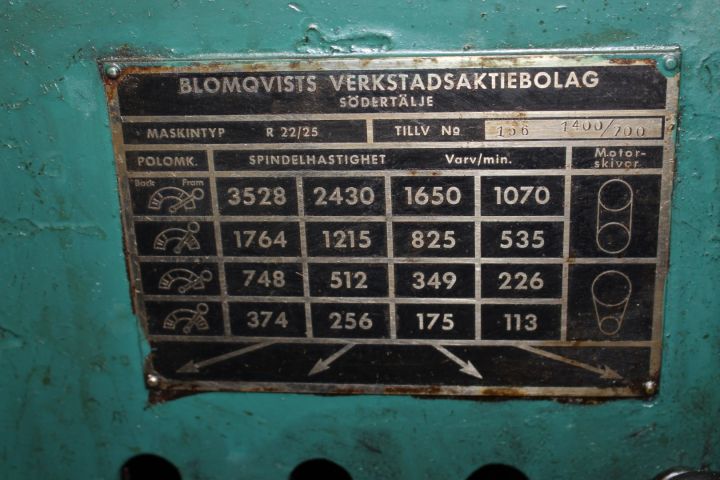 BLOMQVISTS VERKSTADSAKTIEBOLAG
SÖDERTÄLJE
MASKINTYP R 22/25 TILLV No 156 1400/700
POLOMK. SPINDELHASTIGHET Varv/min. Motor-
skivor
Back Fram
3528 2430 1650 1070
1764 1215 825 535
748 512 349 226
374 256 175 113